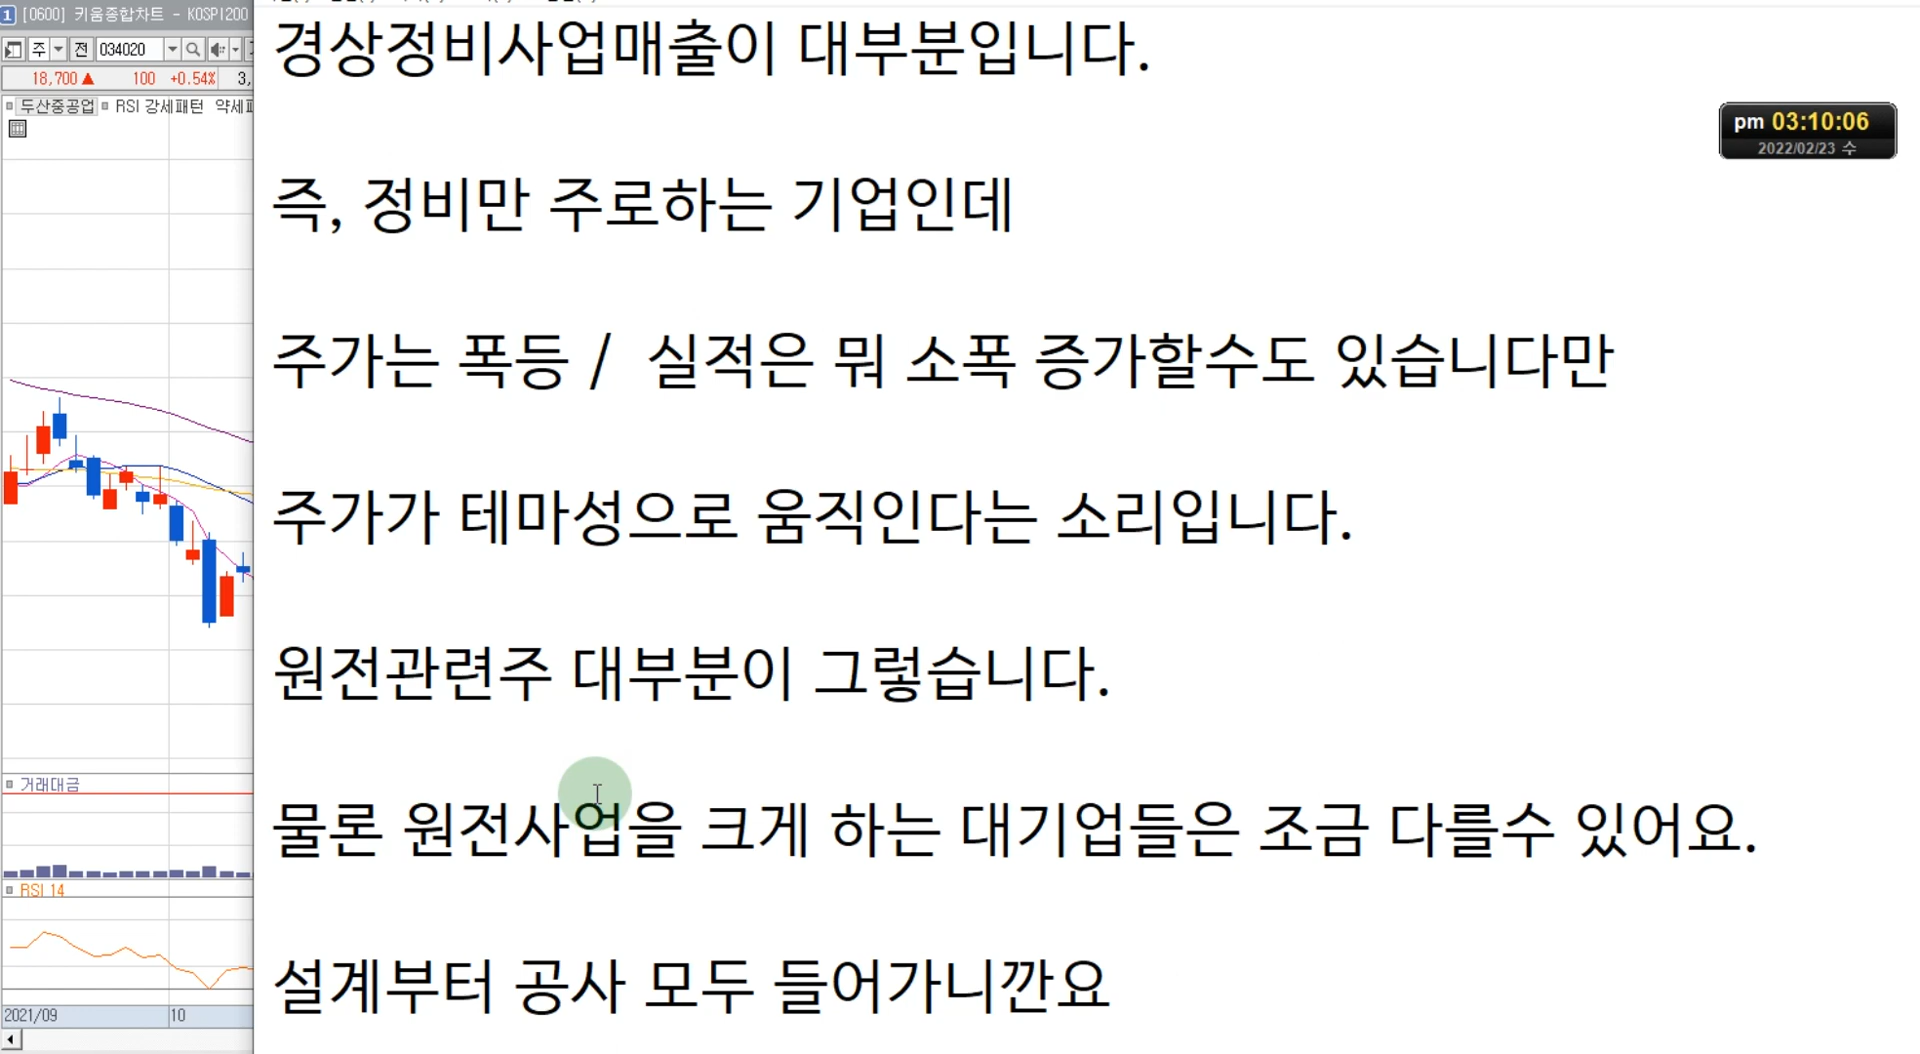 1 [0600] 키움종합차트 - KOSPI200
주 전 034020
18,700 ▲ 100 +0.54% 3,
두산중공업 RSI 강세패턴
경상정비사업매출이 대부분입니다.
pm 03:10:06
2022/02/23 수
즉, 정비만 주로하는 기업인데
주가는 폭등 / 실적은 뭐 소폭 증가할수도 있습니다만
주가가 테마성으로 움직인다는 소리입니다.
원전관련주 대부분이 그렇습니다.
거래대금
물론 원전사업을 크게 하는 대기업들은 조금 다를수 있어요.
RSI 14
설계부터 공사 모두 들어가니깐요
2021/09 10